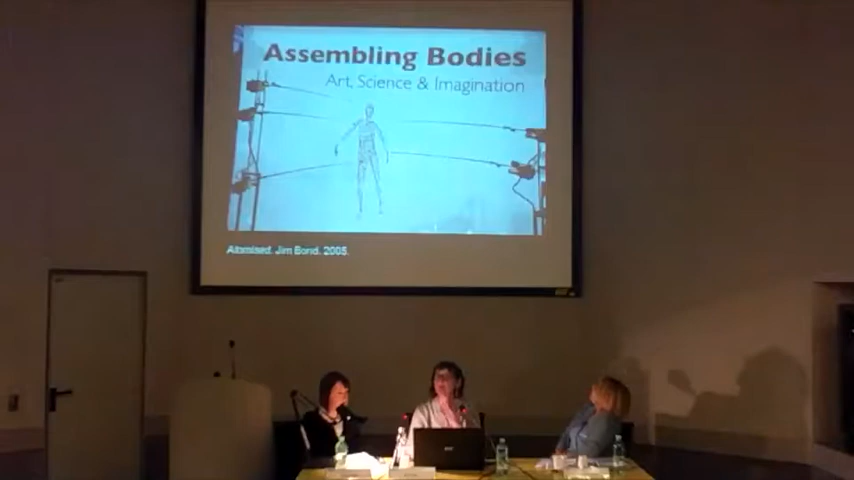 Assembling Bodies
Art, Science & Imagination
Atomised. Jim Bond. 2005.